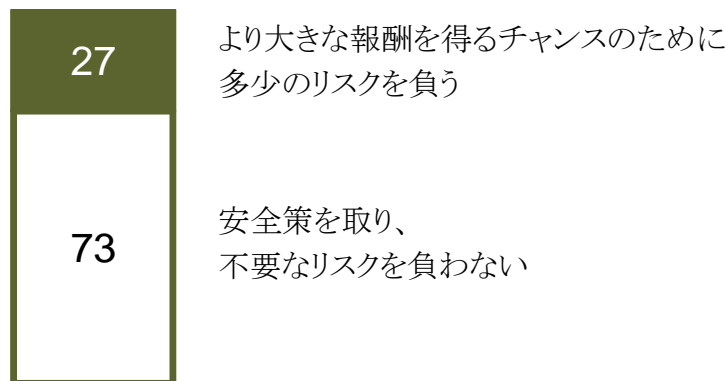 27
より大きな報酬を得るチャンスのために
多少のリスクを負う
73
安全策を取り、
不要なリスクを負わない